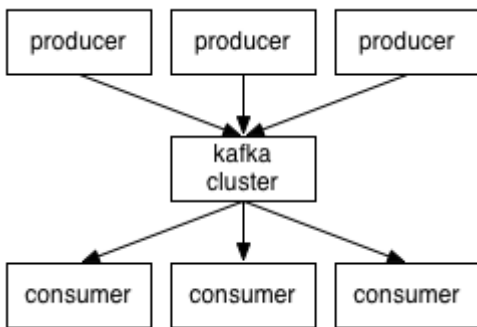 producer
producer
producer
kafka
cluster
consumer
consumer
consumer